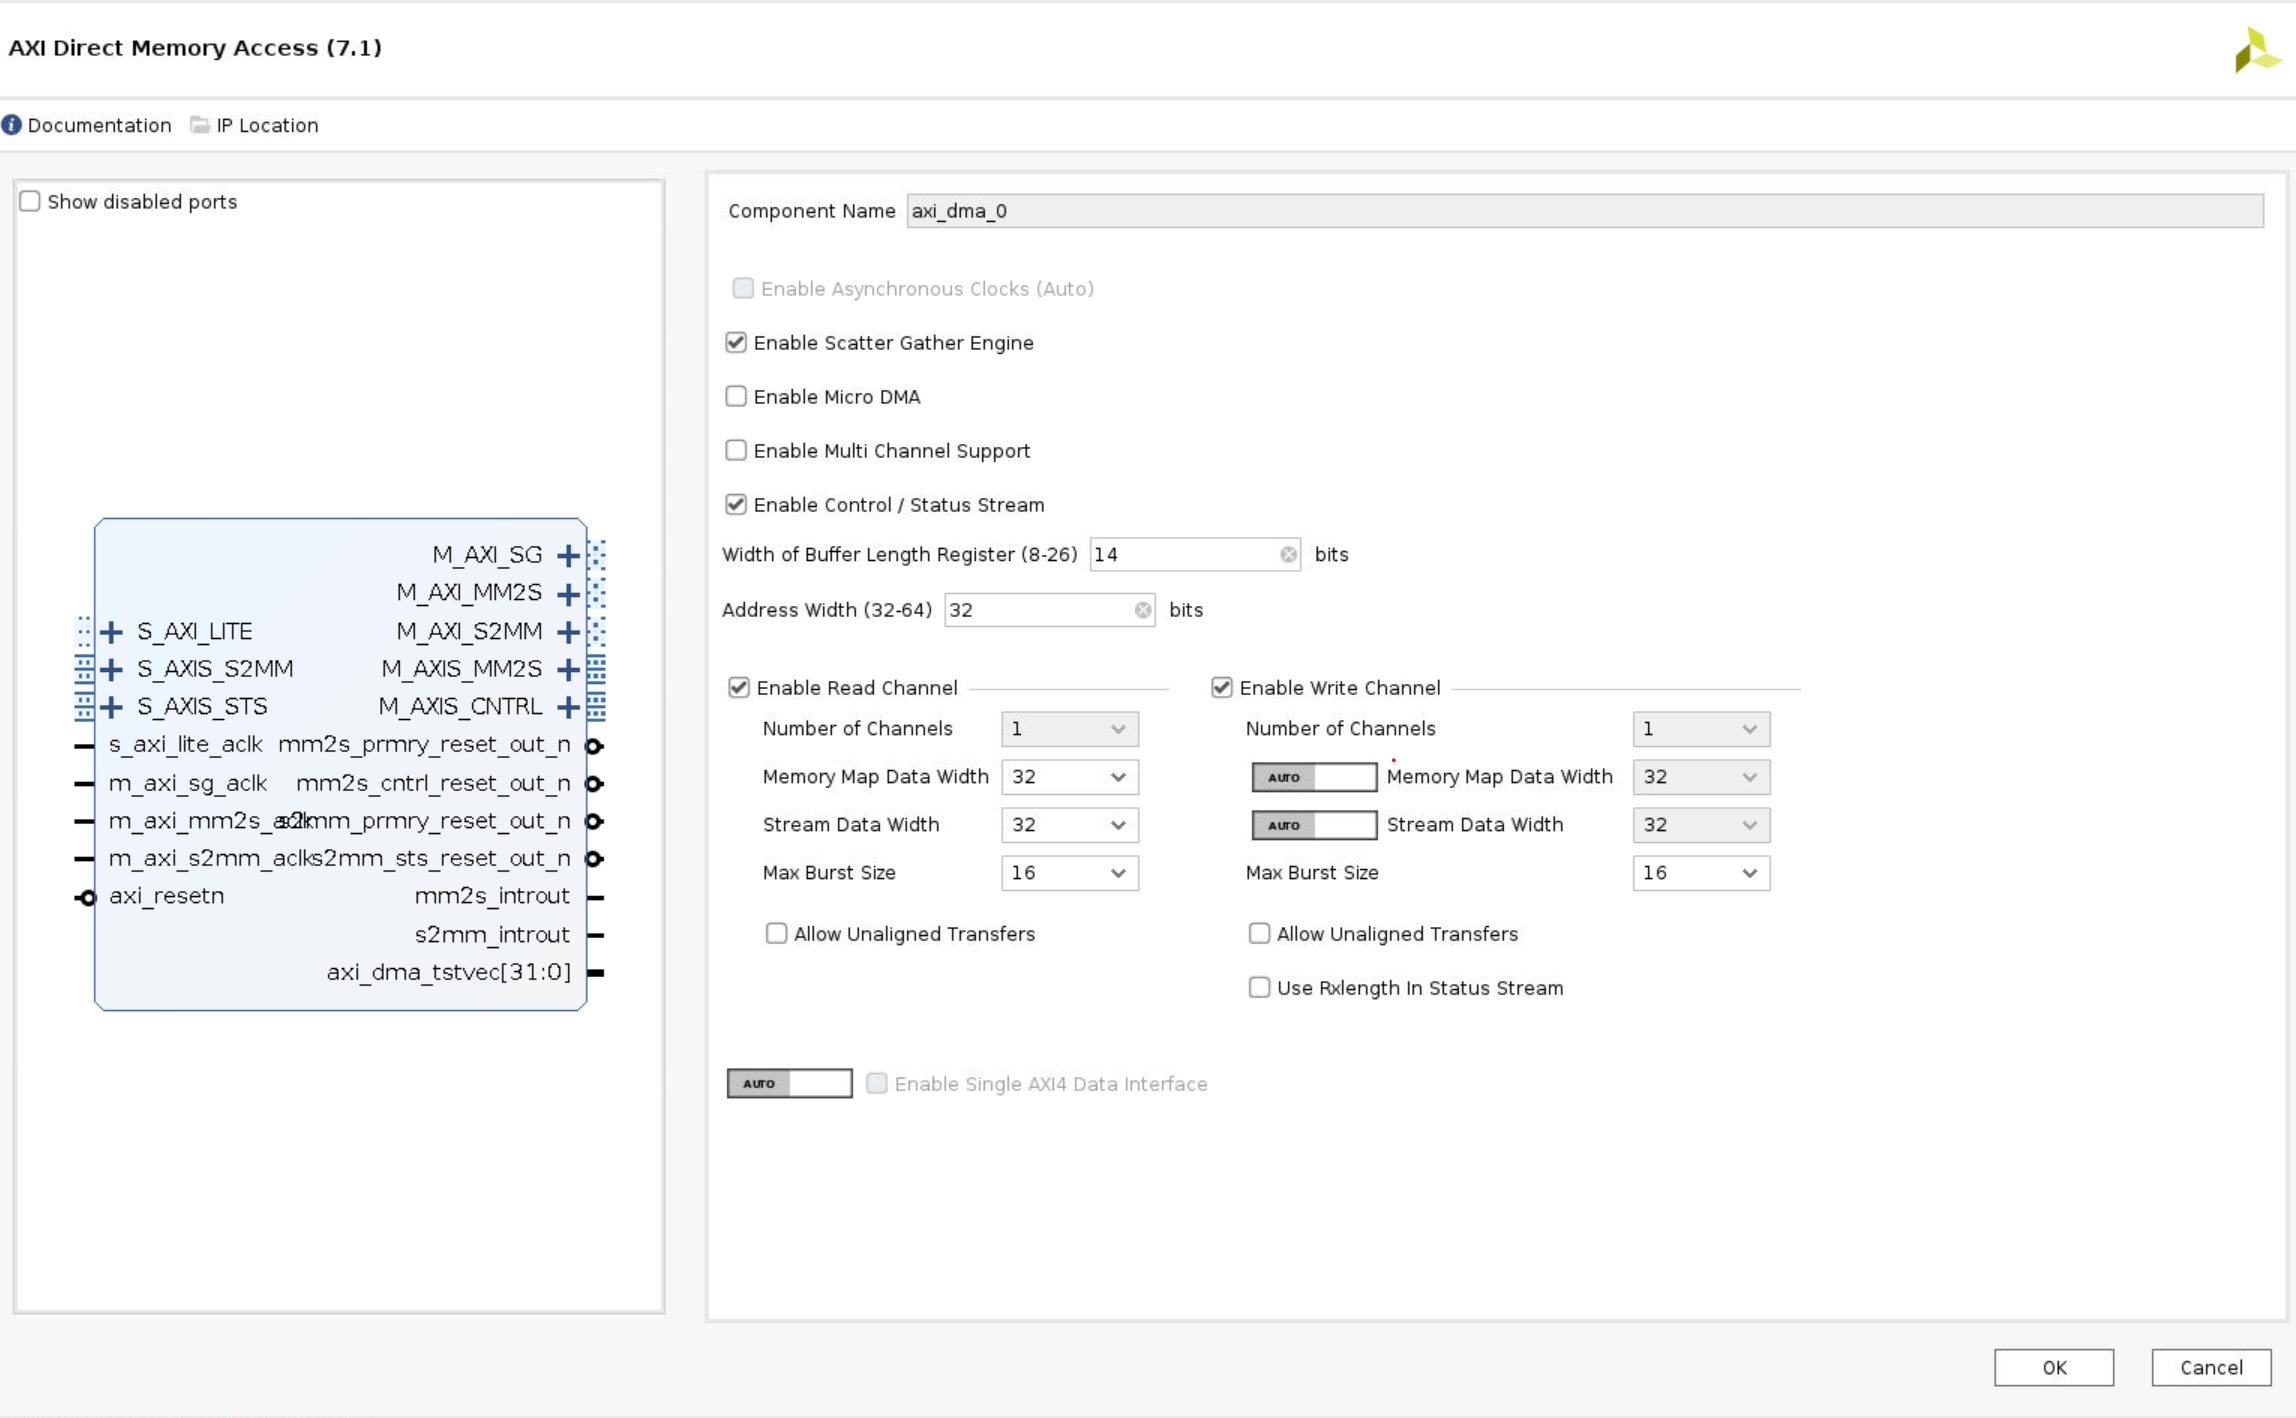 AXI Direct Memory Access (7.1)
Documentation IP Location
Show disabled ports
M_AXI_SG
M_AXI_MM2S
S_AXI_LITE M_AXI_S2MM
S_AXIS_S2MM M_AXIS_MM2S
S_AXIS_STS M_AXIS_CNTRL
s_axi_lite_aclk mm2s_prmry_reset_out_n
m_axi_sg_aclk mm2s_cntrl_reset_out_n
m_axi_mm2s_aclk s2mm_prmry_reset_out_n
m_axi_s2mm_aclk s2mm_sts_reset_out_n
axi_resetn mm2s_introut
s2mm_introut
axi_dma_tstvec[31:0]
Component Name axi_dma_0
Enable Asynchronous Clocks (Auto)
Enable Scatter Gather Engine
Enable Micro DMA
Enable Multi Channel Support
Enable Control / Status Stream
Width of Buffer Length Register (8-26) 14 bits
Address Width (32-64) 32 bits
Enable Read Channel
Number of Channels 1
Memory Map Data Width 32
Stream Data Width 32
Max Burst Size 16
Allow Unaligned Transfers
Enable Write Channel
Number of Channels 1
AUTO Memory Map Data Width 32
AUTO Stream Data Width 32
Max Burst Size 16
Allow Unaligned Transfers
Use Rxlength In Status Stream
AUTO Enable Single AXI4 Data Interface
OK Cancel